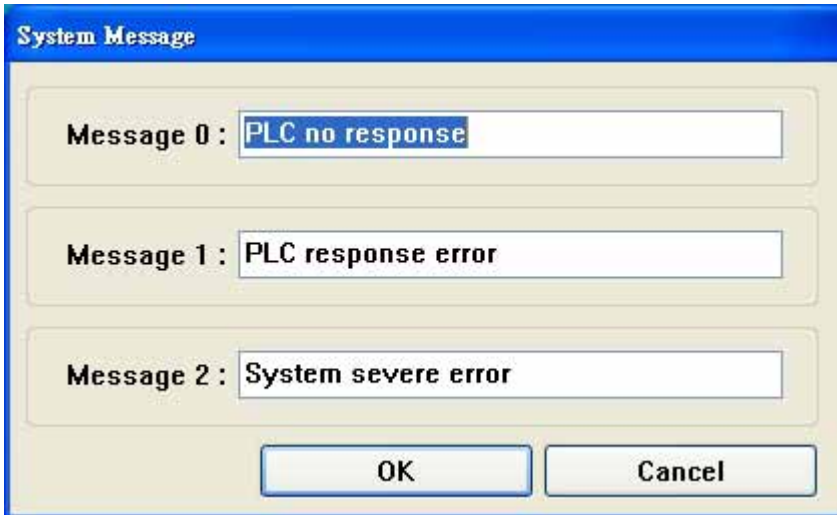 System Message
Message 0 : PLC no response
Message 1 : PLC response error
Message 2 : System severe error
OK Cancel